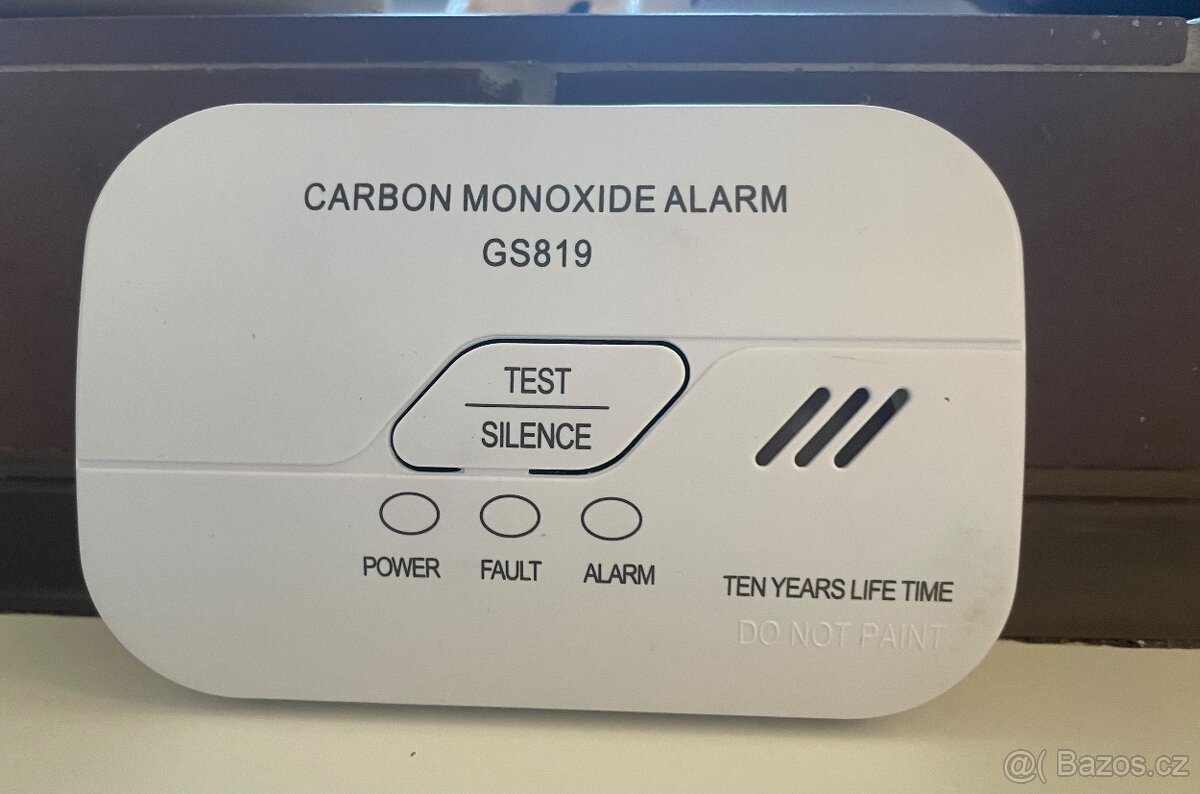 CARBON MONOXIDE ALARM
GS819
TEST
SILENCE
POWER FAULT ALARM
TEN YEARS LIFE TIME
DO NOT PAINT
@( Bazos.cz